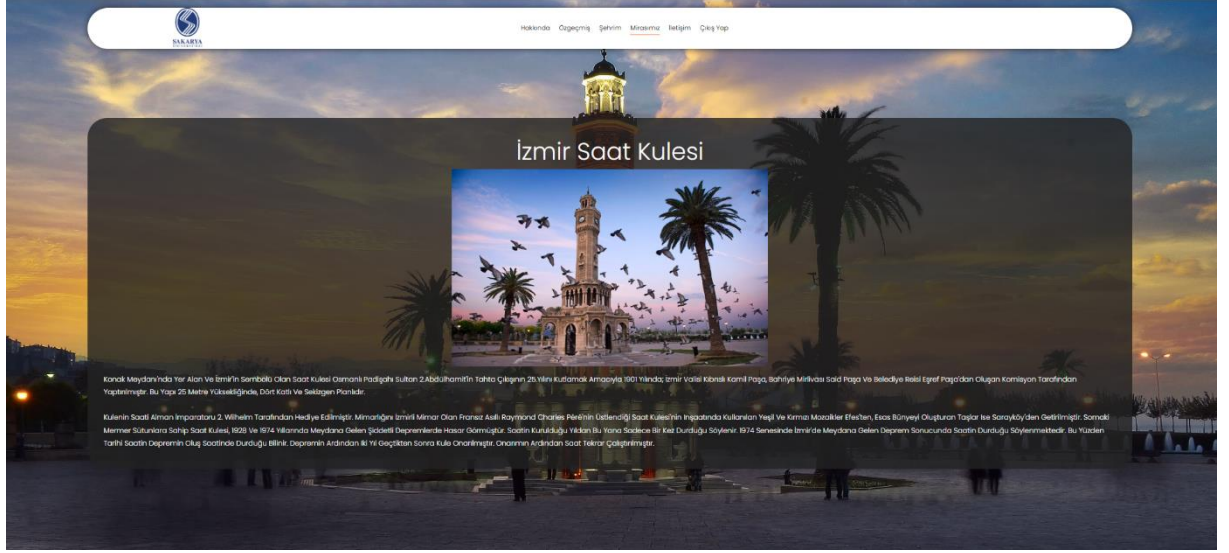 SAKARYA
Hakkında Özgeçmiş Şehrim Mirasımız İletişim Çıkış Yap
İzmir Saat Kulesi
Konak Meydanı'nda Yer Alan Ve İzmir'in Sembolü Olan Saat Kulesi Osmanlı Padişahı Sultan 2.Abdülhamit'in Tahta Çıkışının 25.Yılını Kutlamak Amacıyla 1901 Yılında; Izmir Valisi Kıbrıslı Kamil Paşa, Bahriye Mirlivası Said Paşa Ve Belediye Reisi Eşref Paşa'dan Oluşan Komisyon Tarafından
Yaptırılmıştır. Bu Yapı 25 Metre Yüksekliğinde, Dört Katlı Ve Sekizgen Planlıdır.
Kulenin Saati Alman İmparatoru 2. Wilhelm Tarafından Hediye Edilmiştir. Mimarlığını İzmirli Mimar Olan Fransız Asıllı Raymond Charles Péré'nin Üstlendiği Saat Kulesi'nin İnşaatında Kullanılan Yeşil Ve Kırmızı Mozaikler Efes'ten, Esas Bünyeyi Oluşturan Taşlar Ise Sarayköy'den Getirilmiştir. Somaki
Mermer Sütunlara Sahip Saat Kulesi, 1928 Ve 1974 Yıllarında Meydana Gelen Şiddetli Depremlerde Hasar Görmüştür. Saatin Kurulduğu Yıldan Bu Yana Sadece Bir Kez Durduğu Söylenir. 1974 Senesinde İzmir'de Meydana Gelen Deprem Sonucunda Saatin Durduğu Söylenmektedir. Bu Yüzden
Tarihi Saatin Depremin Oluş Saatinde Durduğu Bilinir. Depremin Ardından Iki Yıl Geçtikten Sonra Kule Onarılmıştır. Onarımın Ardından Saat Tekrar Çalıştırılmıştır.